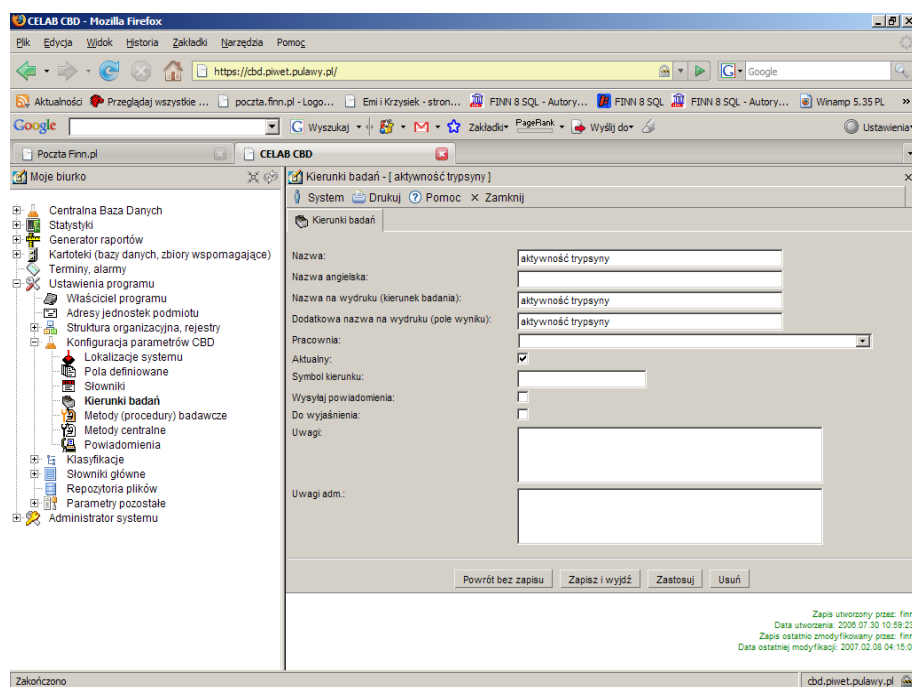 CELAB CBD - Mozilla Firefox
Plik Edycja Widok Historia Zakładki Narzędzia Pomoc
https://cbd.piwet.pulawy.pl/ Google
Aktualności Przeglądaj wszystkie ... poczta.finn.pl - Logo... Emi i Krzysiek - stron... FINN 8 SQL - Autory... FINN 8 SQL FINN 8 SQL - Autory... Winamp 5.35 PL »
Google Wyszukaj Zakładki PageRank Wyślij do Ustawienia
Poczta Finn.pl CELAB CBD
Moje biurko
Centralna Baza Danych
Statystyki
Generator raportów
Kartoteki (bazy danych, zbiory wspomagające)
Terminy, alarmy
Ustawienia programu
Właściciel programu
Adresy jednostek podmiotu
Struktura organizacyjna, rejestry
Konfiguracja parametrów CBD
Lokalizacje systemu
Pola definiowane
Słowniki
Kierunki badań
Metody (procedury) badawcze
Metody centralne
Powiadomienia
Klasyfikacje
Słowniki główne
Repozytoria plików
Parametry pozostałe
Administrator systemu
Kierunki badań - [ aktywność trypsyny ]
System Drukuj Pomoc Zamknij
Kierunki badań
Nazwa: aktywność trypsyny
Nazwa angielska:
Nazwa na wydruku (kierunek badania): aktywność trypsyny
Dodatkowa nazwa na wydruku (pole wyniku): aktywność trypsyny
Pracownia:
Aktualny:
Symbol kierunku:
Wysyłaj powiadomienia:
Do wyjaśnienia:
Uwagi:
Uwagi adm.:
Powrót bez zapisu Zapisz i wyjdź Zastosuj Usuń
Zapis utworzony przez: finn
Data utworzenia: 2006.07.30 10:59:23
Zapis ostatnio zmodyfikowany przez: finn
Data ostatniej modyfikacji: 2007.02.08 04:15:0
Zakończono cbd.piwet.pulawy.pl